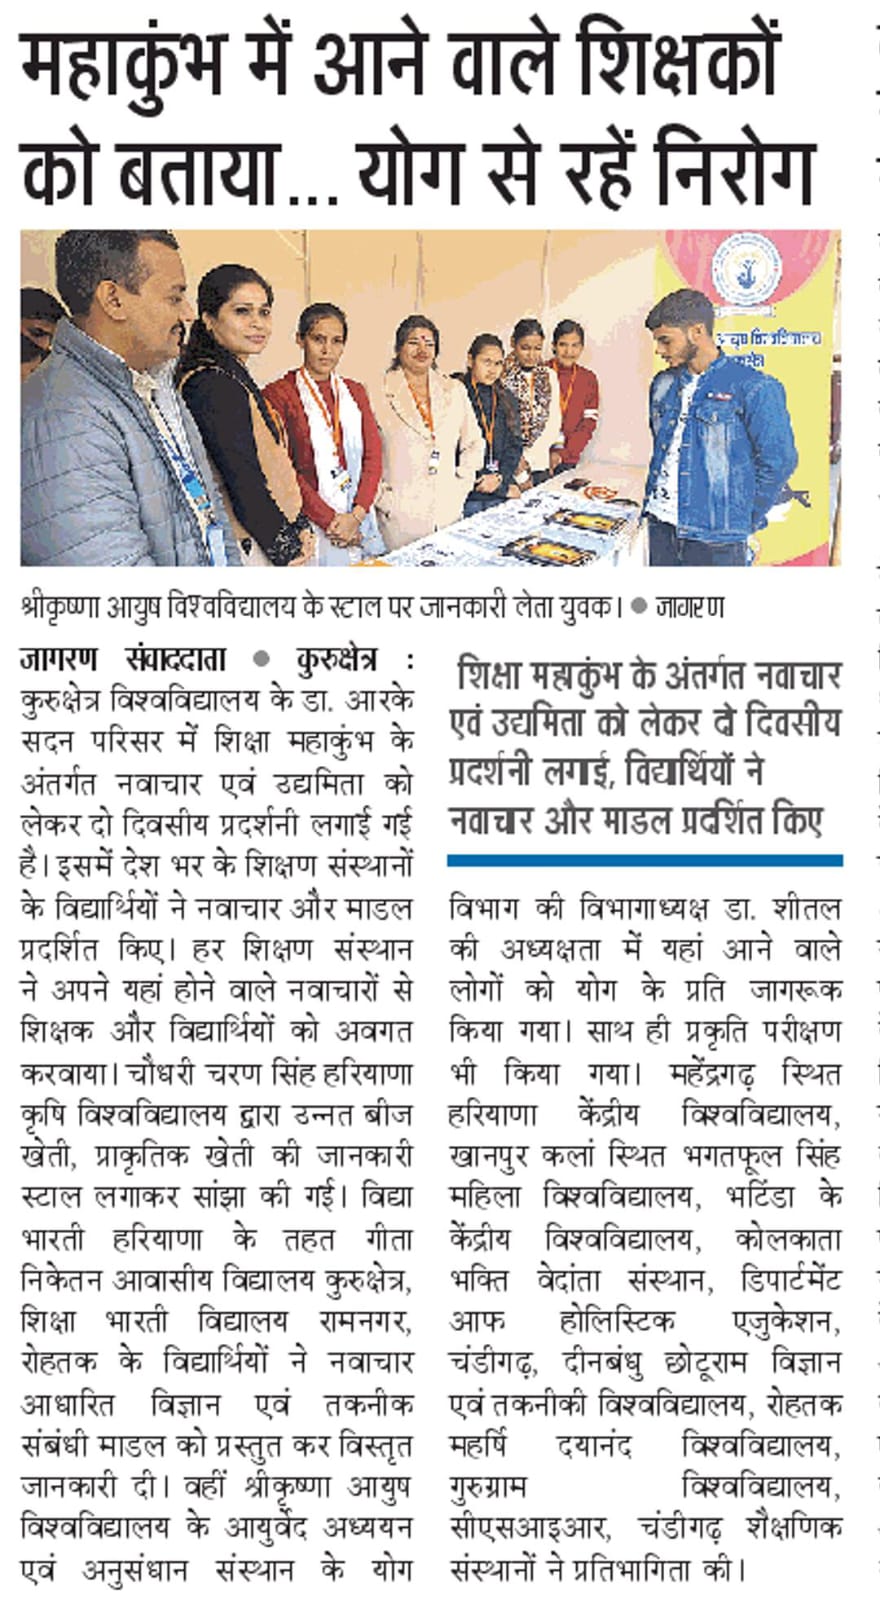 महाकुंभ में आने वाले शिक्षकों
को बताया... योग से रहें निरोग
श्रीकृष्णा आयुष विश्वविद्यालय के स्टाल पर जानकारी लेता युवक। ● जागरण
जागरण संवाददाता ● कुरुक्षेत्र :
कुरुक्षेत्र विश्वविद्यालय के डा. आरके
सदन परिसर में शिक्षा महाकुंभ के
अंतर्गत नवाचार एवं उद्यमिता को
लेकर दो दिवसीय प्रदर्शनी लगाई गई
है। इसमें देश भर के शिक्षण संस्थानों
के विद्यार्थियों ने नवाचार और माडल
प्रदर्शित किए। हर शिक्षण संस्थान
ने अपने यहां होने वाले नवाचारों से
शिक्षक और विद्यार्थियों को अवगत
करवाया। चौधरी चरण सिंह हरियाणा
कृषि विश्वविद्यालय द्वारा उन्नत बीज
खेती, प्राकृतिक खेती की जानकारी
स्टाल लगाकर सांझा की गई। विद्या
भारती हरियाणा के तहत गीता
निकेतन आवासीय विद्यालय कुरुक्षेत्र,
शिक्षा भारती विद्यालय रामनगर,
रोहतक के विद्यार्थियों ने नवाचार
आधारित विज्ञान एवं तकनीक
संबंधी माडल को प्रस्तुत कर विस्तृत
जानकारी दी। वहीं श्रीकृष्णा आयुष
विश्वविद्यालय के आयुर्वेद अध्ययन
एवं अनुसंधान संस्थान के योग
शिक्षा महाकुंभ के अंतर्गत नवाचार
एवं उद्यमिता को लेकर दो दिवसीय
प्रदर्शनी लगाई, विद्यार्थियों ने
नवाचार और माडल प्रदर्शित किए
विभाग की विभागाध्यक्ष डा. शीतल
की अध्यक्षता में यहां आने वाले
लोगों को योग के प्रति जागरूक
किया गया। साथ ही प्रकृति परीक्षण
भी किया गया। महेंद्रगढ़ स्थित
हरियाणा केंद्रीय विश्वविद्यालय,
खानपुर कलां स्थित भगतफूल सिंह
महिला विश्वविद्यालय, भटिंडा के
केंद्रीय विश्वविद्यालय, कोलकाता
भक्ति वेदांता संस्थान, डिपार्टमेंट
आफ होलिस्टिक एजुकेशन,
चंडीगढ़, दीनबंधु छोटूराम विज्ञान
एवं तकनीकी विश्वविद्यालय, रोहतक
महर्षि दयानंद विश्वविद्यालय,
गुरुग्राम विश्वविद्यालय,
सीएसआइआर, चंडीगढ़ शैक्षणिक
संस्थानों ने प्रतिभागिता की।